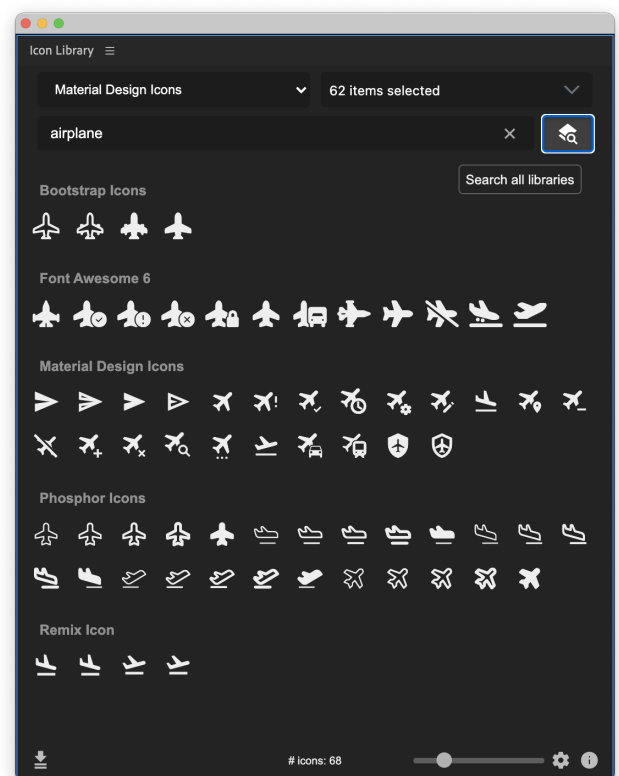 Icon Library
Material Design Icons
62 items selected
airplane
Search all libraries
Bootstrap Icons
Font Awesome 6
Material Design Icons
Phosphor Icons
Remix Icon
# icons: 68